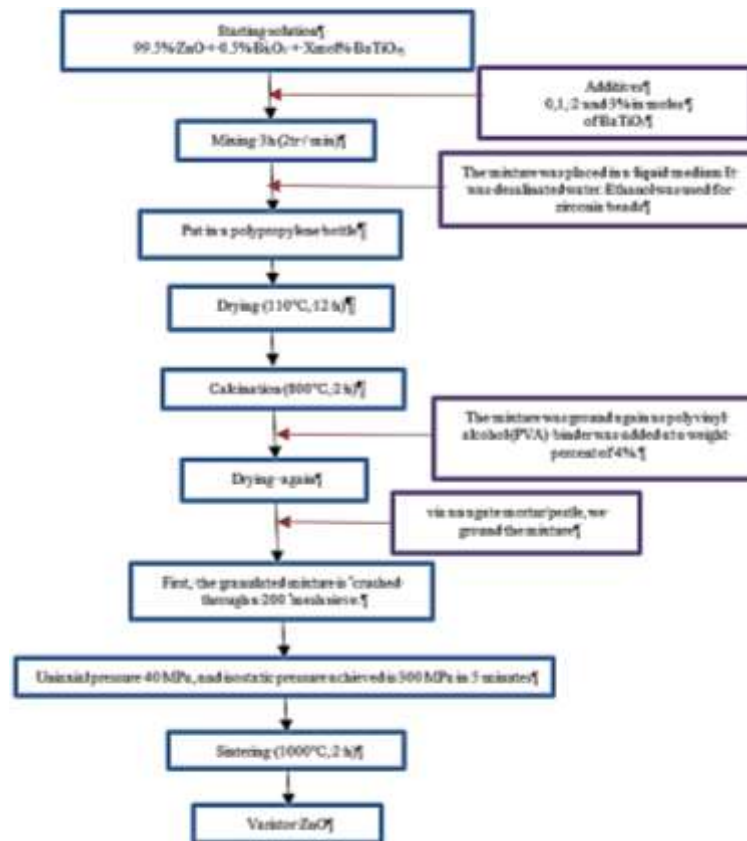 Starting solution¶
99.5%·ZnO·+·0.5%Bi₂O₃·+·Xmol%·BaTiO₃
Additives¶
0,1, 2 and 3% in moles¶
of BaTiO₃¶
Mixing 3h (2tr / min)¶
The mixture was placed in a liquid medium. It
was desalinated water. Ethanol was used for
zirconia beads¶
Put in a polypropylene bottle¶
Drying (110°C, 12 h)¶
Calcination (800°C, 2 h)¶
The mixture was ground again as polyvinyl
alcohol (PVA) binder was added at a weight
percent of 4%.¶
Drying again¶
via an agate mortar/pestle, we
ground the mixture¶
First, the granulated mixture is "crushed
through a 200 "mesh sieve.¶
Uniaxial pressure 40 MPa, and isostatic pressure achieved is 300 MPa in 5 minutes¶
Sintering (1000°C, 2 h)¶
Varistor ZnO¶